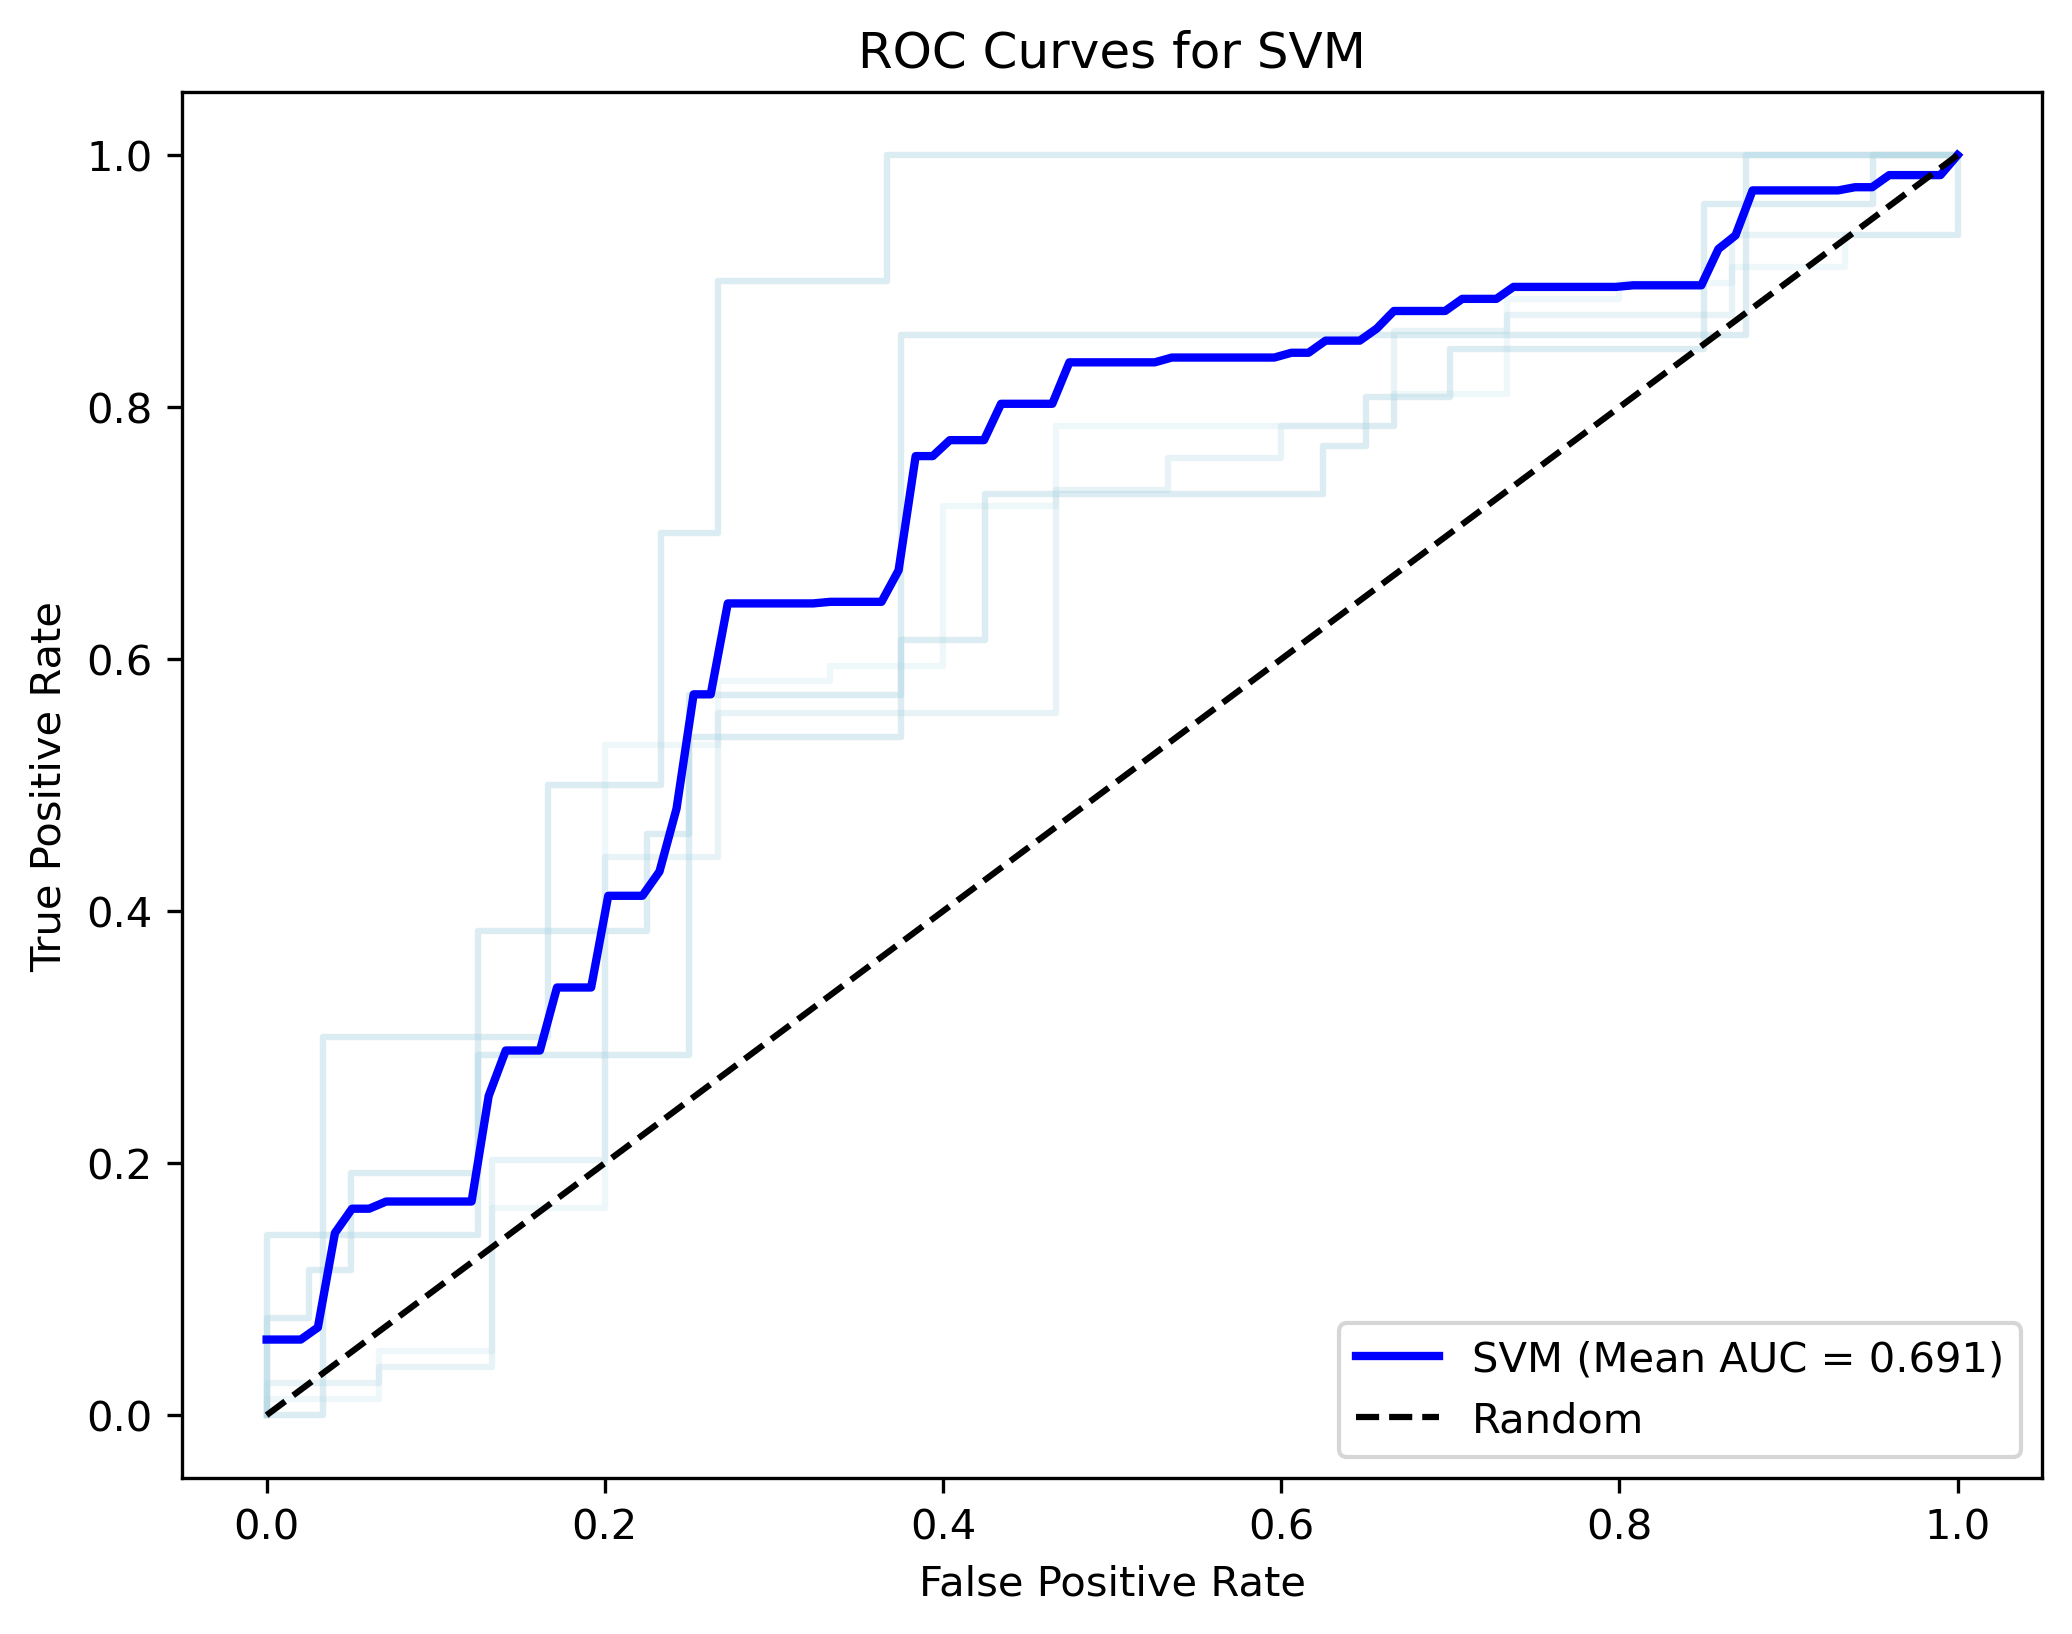 ROC Curves for SVM
True Positive Rate
1.0
0.8
0.6
0.4
0.2
0.0
SVM (Mean AUC = 0.691)
Random
0.0 0.2 0.4 0.6 0.8 1.0
False Positive Rate